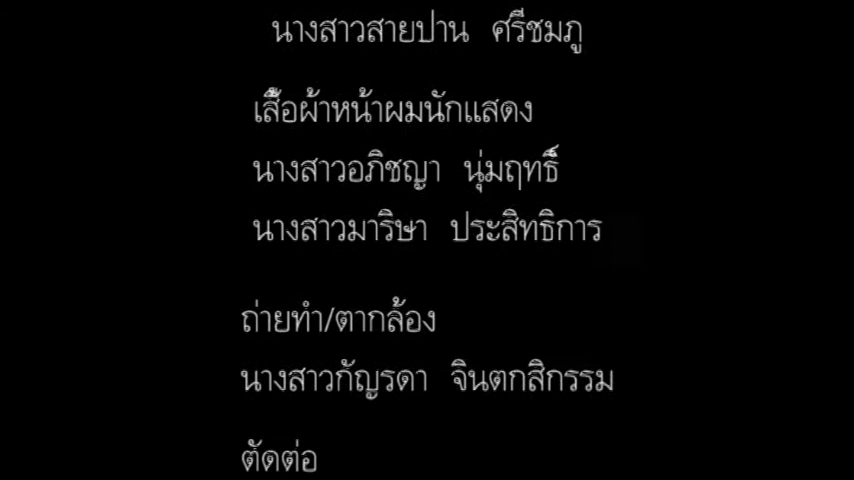 นางสาวสายปาน ศรีชมภู
เสื้อผ้าหน้าผมนักแสดง
นางสาวอภิชญา นุ่มฤทธิ์
นางสาวมาริษา ประสิทธิการ
ถ่ายทำ/ตากล้อง
นางสาวกัญรดา จินตกสิกรรม
ตัดต่อ